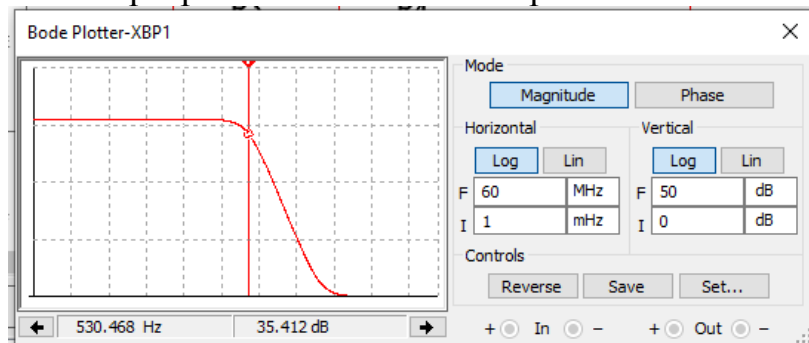 Bode Plotter-XBP1
Mode
Magnitude Phase
Horizontal Vertical
Log Lin Log Lin
F 60 MHz F 50 dB
I 1 mHz I 0 dB
Controls
Reverse Save Set...
530.468 Hz 35.412 dB + In − + Out −